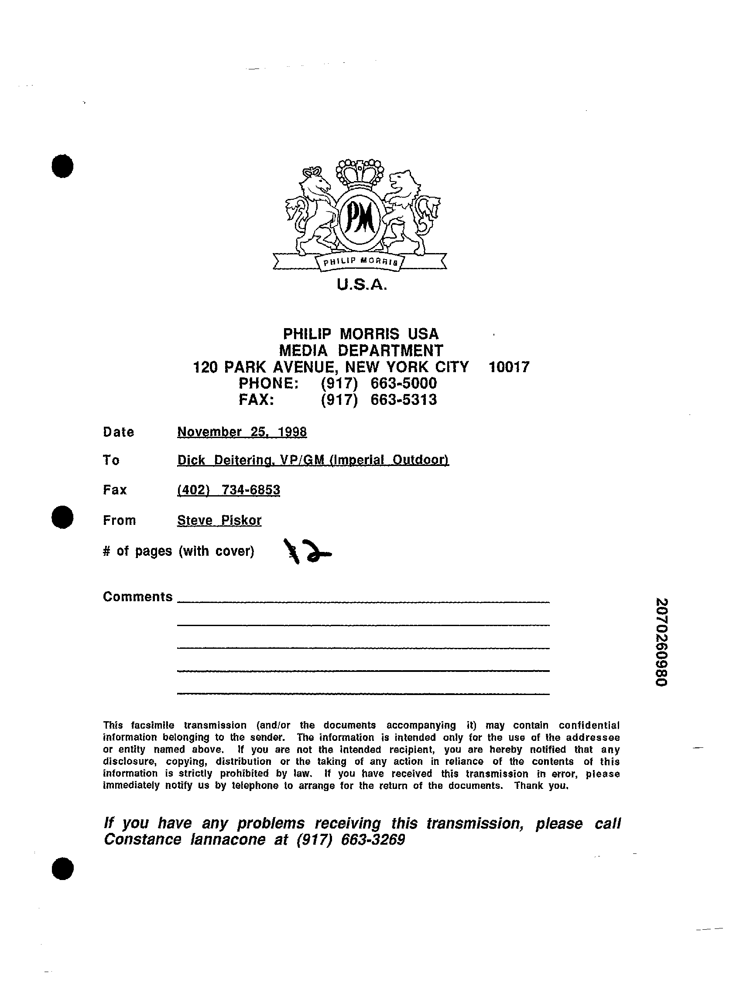 PM
PHILIP MORRIS
U.S.A.
PHILIP MORRIS USA
MEDIA DEPARTMENT
120 PARK AVENUE, NEW YORK CITY 10017
PHONE: (917) 663-5000
FAX: (917) 663-5313
Date November 25, 1998
To Dick Deitering, VP/GM (Imperial Outdoor)
Fax (402) 734-6853
From Steve Piskor
# of pages (with cover) 12
Comments
2070260980
This facsimile transmission (and/or the documents accompanying it) may contain confidential
information belonging to the sender. The information is intended only for the use of the addressee
or entity named above. If you are not the intended recipient, you are hereby notified that any
disclosure, copying, distribution or the taking of any action in reliance of the contents of this
information is strictly prohibited by law. If you have received this transmission in error, please
immediately notify us by telephone to arrange for the return of the documents. Thank you.
If you have any problems receiving this transmission, please call
Constance Iannacone at (917) 663-3269